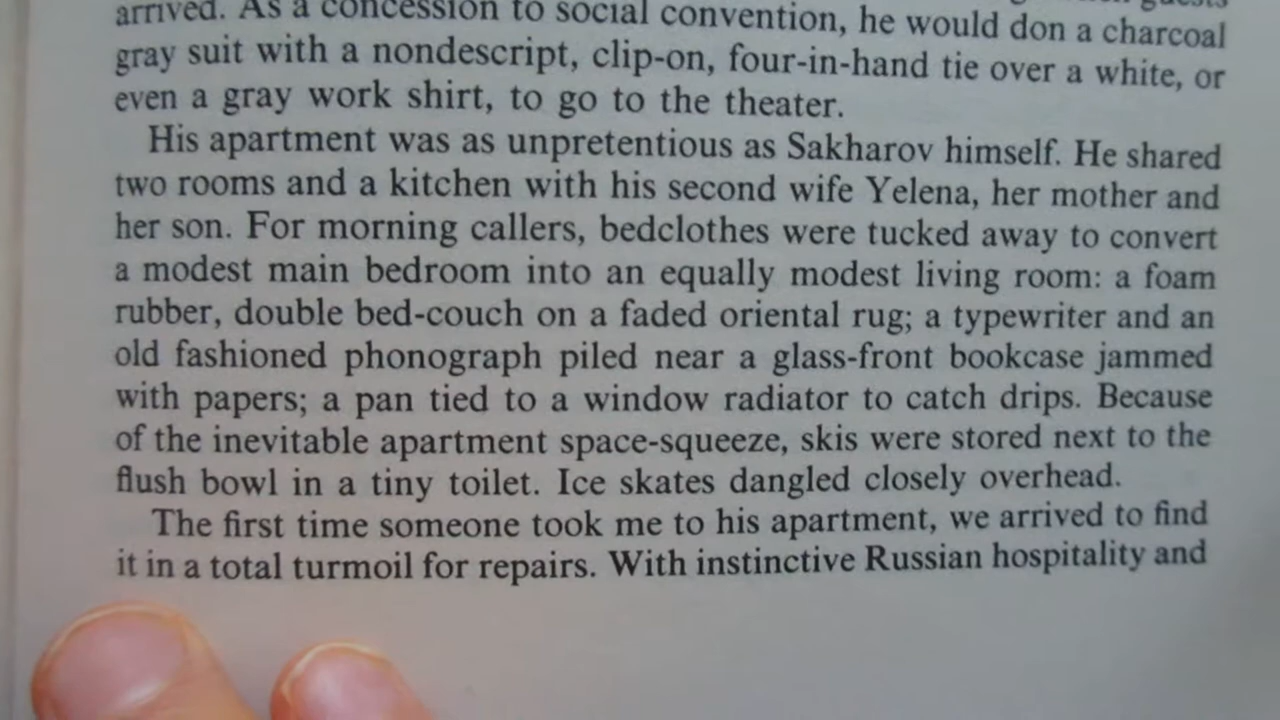 arrived. As a concession to social convention, he would don a charcoal
gray suit with a nondescript, clip-on, four-in-hand tie over a white, or
even a gray work shirt, to go to the theater.
His apartment was as unpretentious as Sakharov himself. He shared
two rooms and a kitchen with his second wife Yelena, her mother and
her son. For morning callers, bedclothes were tucked away to convert
a modest main bedroom into an equally modest living room: a foam
rubber, double bed-couch on a faded oriental rug; a typewriter and an
old fashioned phonograph piled near a glass-front bookcase jammed
with papers; a pan tied to a window radiator to catch drips. Because
of the inevitable apartment space-squeeze, skis were stored next to the
flush bowl in a tiny toilet. Ice skates dangled closely overhead.
The first time someone took me to his apartment, we arrived to find
it in a total turmoil for repairs. With instinctive Russian hospitality and